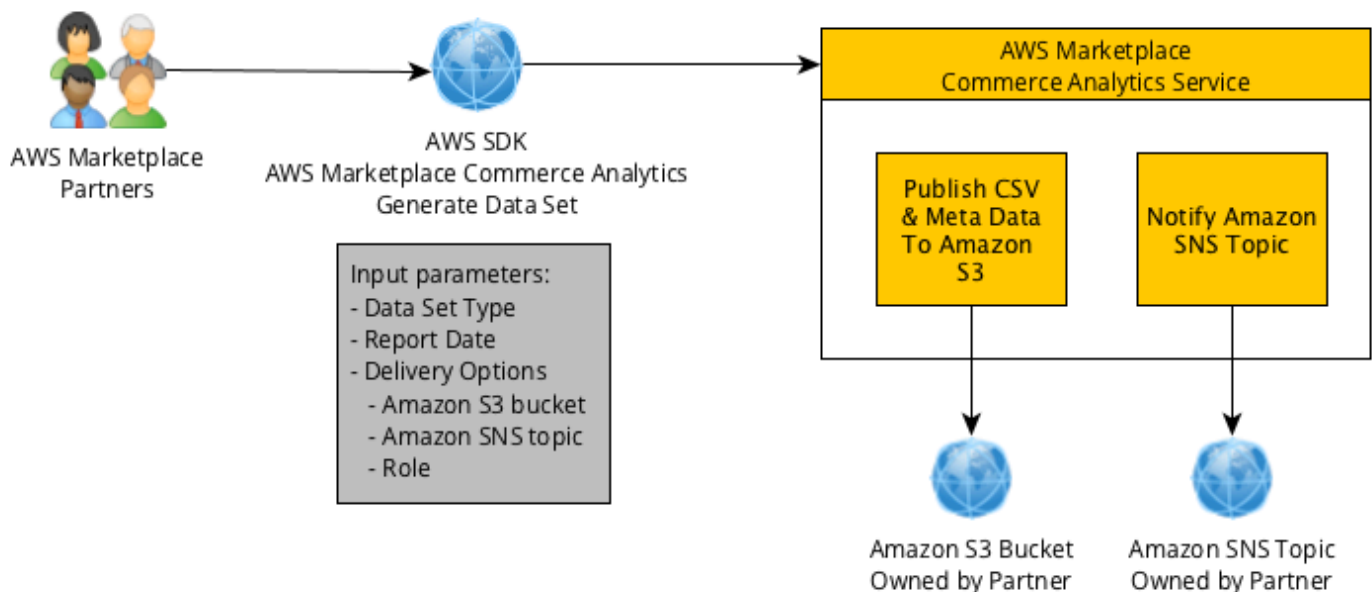 AWS Marketplace
Partners
AWS SDK
AWS Marketplace Commerce Analytics
Generate Data Set
Input parameters:
- Data Set Type
- Report Date
- Delivery Options
- Amazon S3 bucket
- Amazon SNS topic
- Role
AWS Marketplace
Commerce Analytics Service
Publish CSV
& Meta Data
To Amazon
S3
Notify Amazon
SNS Topic
Amazon S3 Bucket
Owned by Partner
Amazon SNS Topic
Owned by Partner